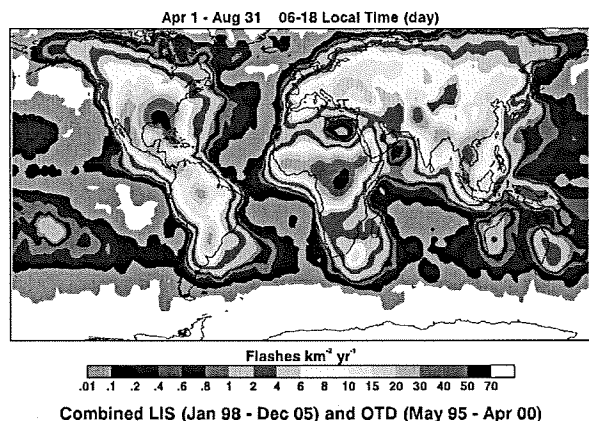 Apr 1 - Aug 31 06-18 Local Time (day)
Flashes km⁻² yr⁻¹
.01 .1 .2 .4 .6 .8 1 2 4 6 8 10 15 20 30 40 50 70
Combined LIS (Jan 98 - Dec 05) and OTD (May 95 - Apr 00)